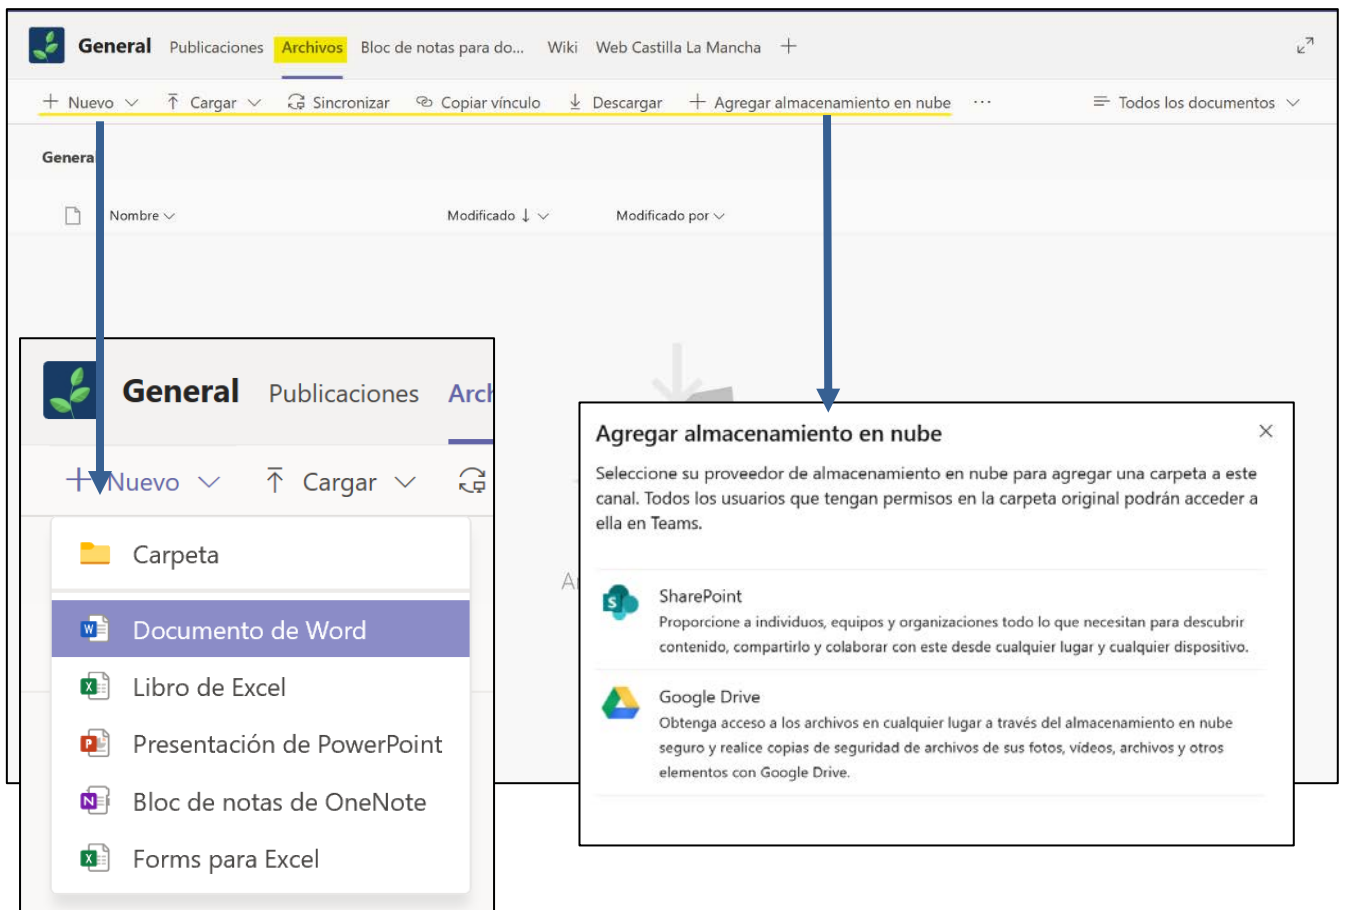 General Publicaciones Archivos Bloc de notas para do... Wiki Web Castilla La Mancha
Nuevo Cargar Sincronizar Copiar vínculo Descargar Agregar almacenamiento en nube ... Todos los documentos
General
Nombre Modificado Modificado por
General Publicaciones Arch
Nuevo Cargar
Carpeta
Documento de Word
Libro de Excel
Presentación de PowerPoint
Bloc de notas de OneNote
Forms para Excel
Agregar almacenamiento en nube
Seleccione su proveedor de almacenamiento en nube para agregar una carpeta a este
canal. Todos los usuarios que tengan permisos en la carpeta original podrán acceder a
ella en Teams.
SharePoint
Proporcione a individuos, equipos y organizaciones todo lo que necesitan para descubrir
contenido, compartirlo y colaborar con este desde cualquier lugar y cualquier dispositivo.
Google Drive
Obtenga acceso a los archivos en cualquier lugar a través del almacenamiento en nube
seguro y realice copias de seguridad de archivos de sus fotos, vídeos, archivos y otros
elementos con Google Drive.